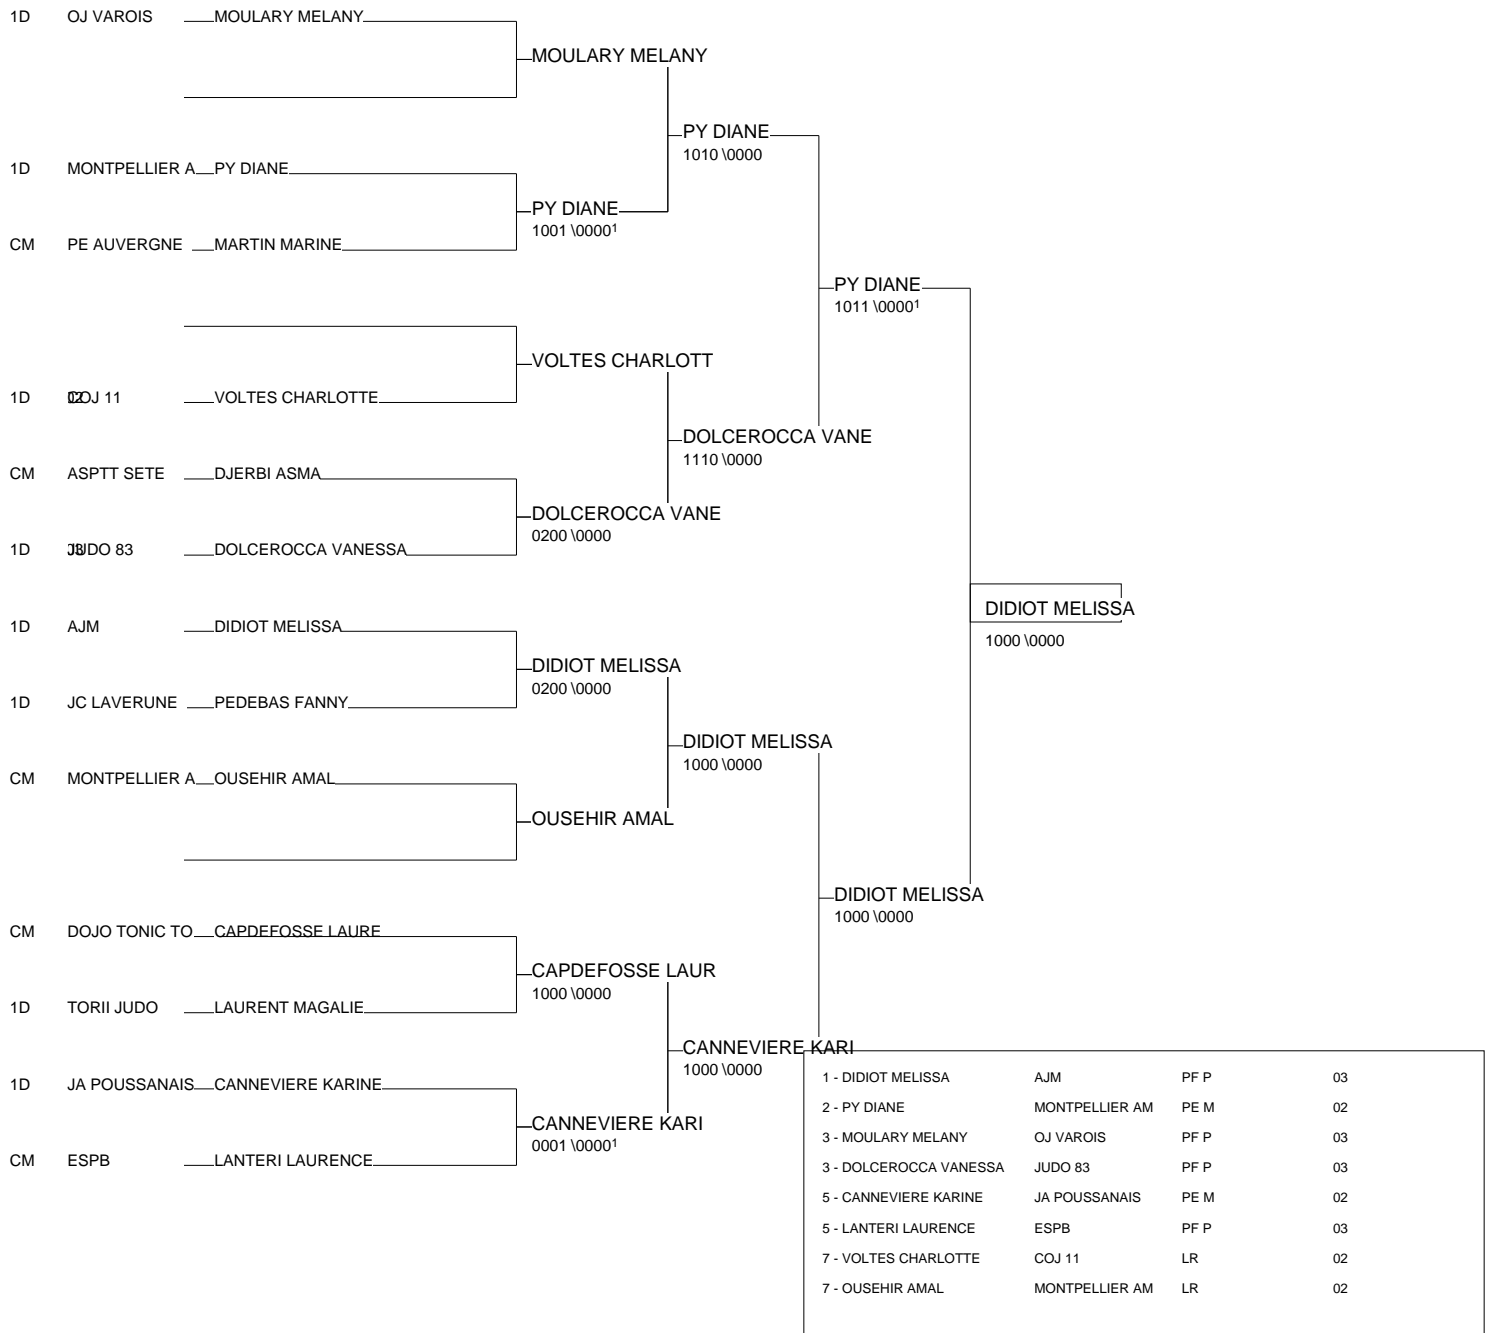 1D OJ VAROIS MOULARY MELANY
MOULARY MELANY
PY DIANE
1010 \0000
1D MONTPELLIER A PY DIANE
PY DIANE
1001 \0000¹
CM PE AUVERGNE MARTIN MARINE
PY DIANE
1011 \0000¹
VOLTES CHARLOTT
1D COJ 11 VOLTES CHARLOTTE
DOLCEROCCA VANE
1110 \0000
CM ASPTT SETE DJERBI ASMA
DOLCEROCCA VANE
0200 \0000
1D JUDO 83 DOLCEROCCA VANESSA
DIDIOT MELISSA
1000 \0000
1D AJM DIDIOT MELISSA
DIDIOT MELISSA
0200 \0000
1D JC LAVERUNE PEDEBAS FANNY
DIDIOT MELISSA
1000 \0000
CM MONTPELLIER A OUSEHIR AMAL
OUSEHIR AMAL
DIDIOT MELISSA
1000 \0000
CM DOJO TONIC TO CAPDEFOSSE LAURE
CAPDEFOSSE LAUR
1000 \0000
1D TORII JUDO LAURENT MAGALIE
CANNEVIERE KARI
1000 \0000
1D JA POUSSANAIS CANNEVIERE KARINE
CANNEVIERE KARI
0001 \0000¹
CM ESPB LANTERI LAURENCE
1 - DIDIOT MELISSA AJM PF P 03
2 - PY DIANE MONTPELLIER AM PE M 02
3 - MOULARY MELANY OJ VAROIS PF P 03
3 - DOLCEROCCA VANESSA JUDO 83 PF P 03
5 - CANNEVIERE KARINE JA POUSSANAIS PE M 02
5 - LANTERI LAURENCE ESPB PF P 03
7 - VOLTES CHARLOTTE COJ 11 LR 02
7 - OUSEHIR AMAL MONTPELLIER AM LR 02